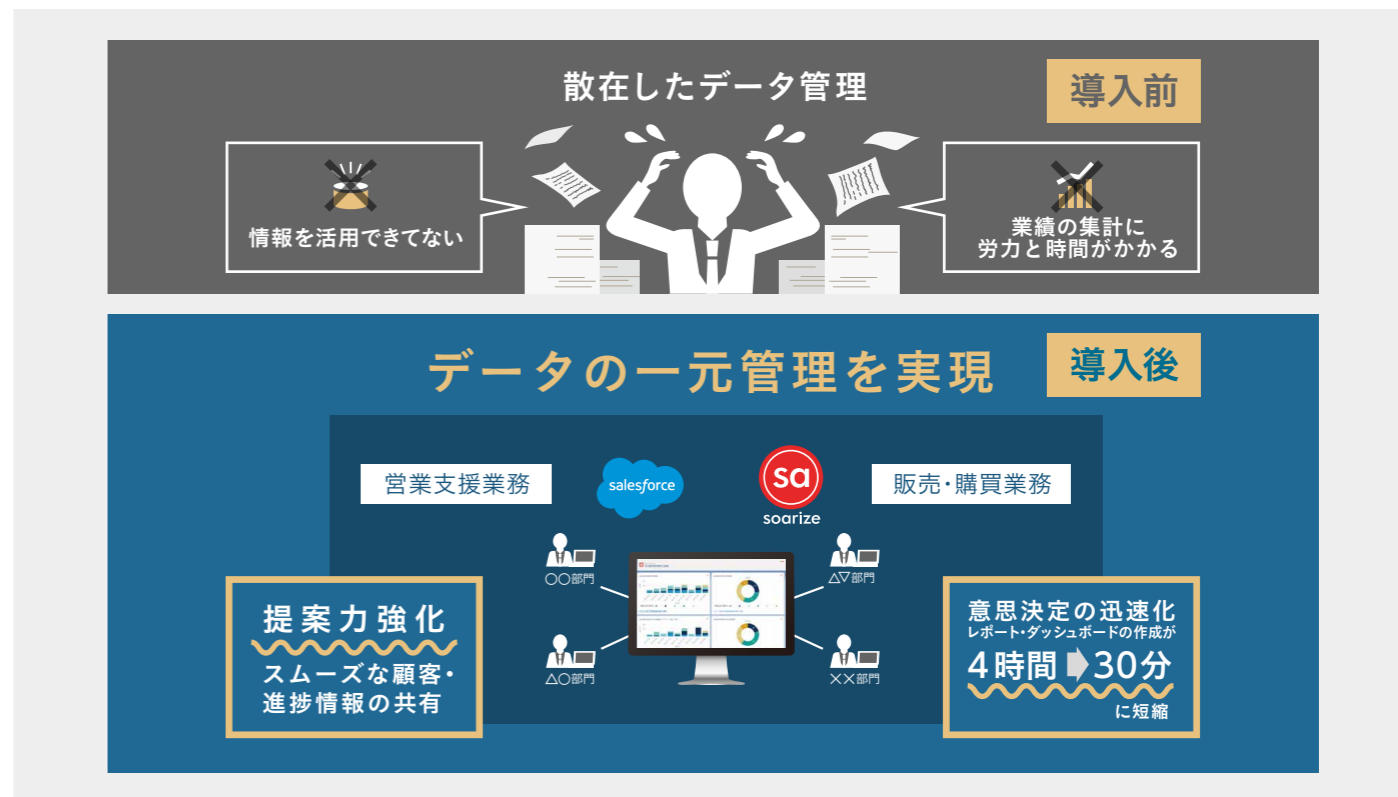 散在したデータ管理
導入前
情報を活用できてない
業績の集計に
労力と時間がかかる
データの一元管理を実現
導入後
営業支援業務
salesforce
sa
soarize
販売・購買業務
〇〇部門
△▽部門
△〇部門
××部門
提案力強化
スムーズな顧客・
進捗情報の共有
意思決定の迅速化
レポート・ダッシュボードの作成が
4時間➡30分
に短縮